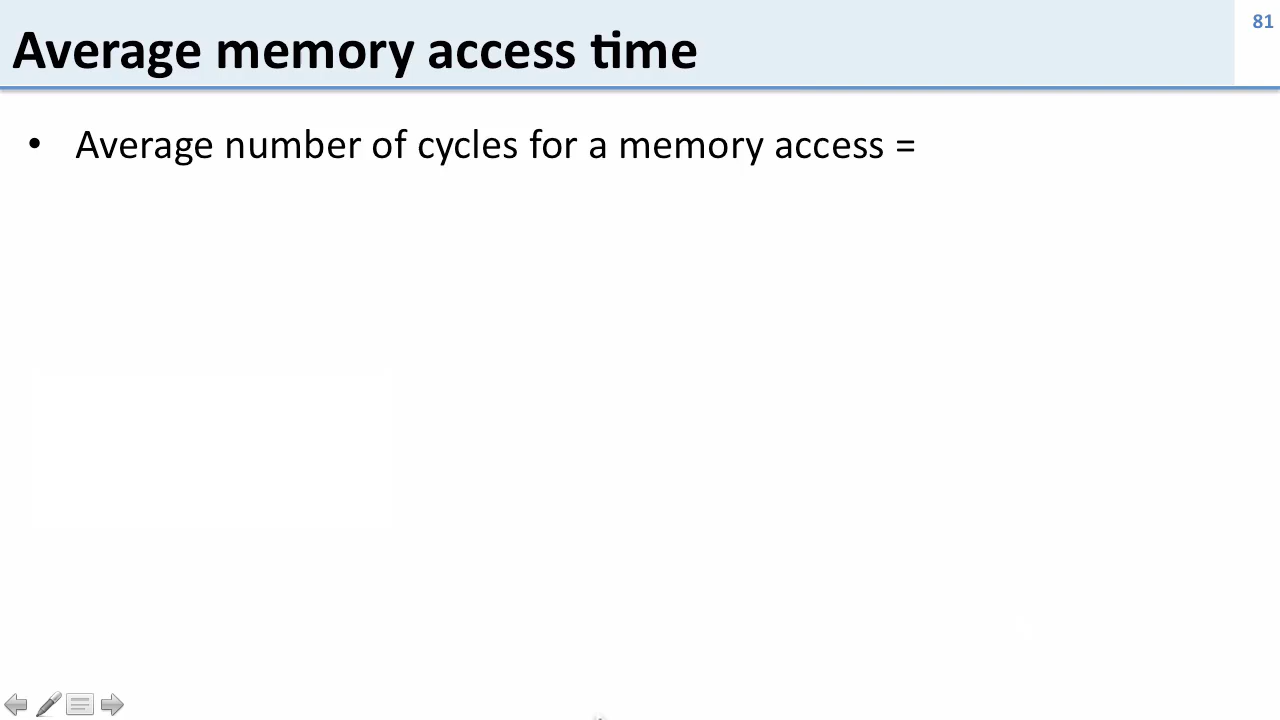 Average memory access time
81
• Average number of cycles for a memory access =